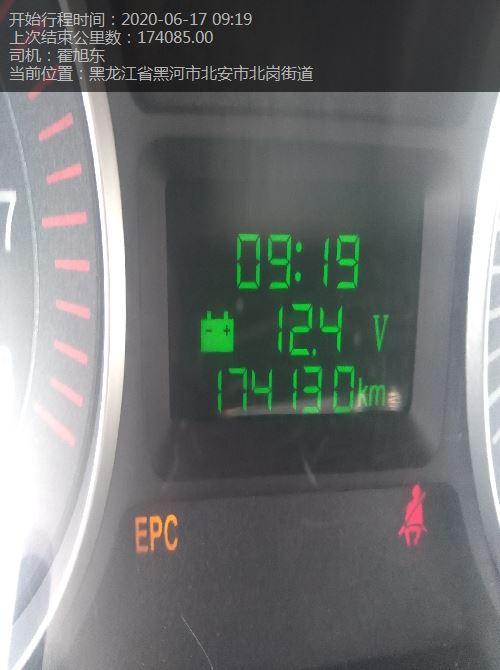 开始行程时间：2020-06-17 09:19
上次结束公里数：174085.00
司机：霍旭东
当前位置：黑龙江省黑河市北安市北岗街道
7
09:19
12.4 V
174130km
EPC